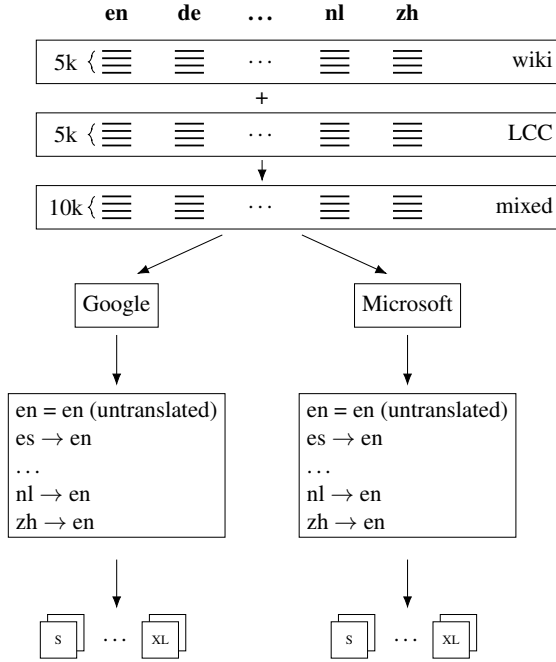 en de ... nl zh
5k { ... wiki
+
5k { ... LCC
10k { ... mixed
Google Microsoft
en = en (untranslated)
es → en
...
nl → en
zh → en
en = en (untranslated)
es → en
...
nl → en
zh → en
S ... XL
S ... XL